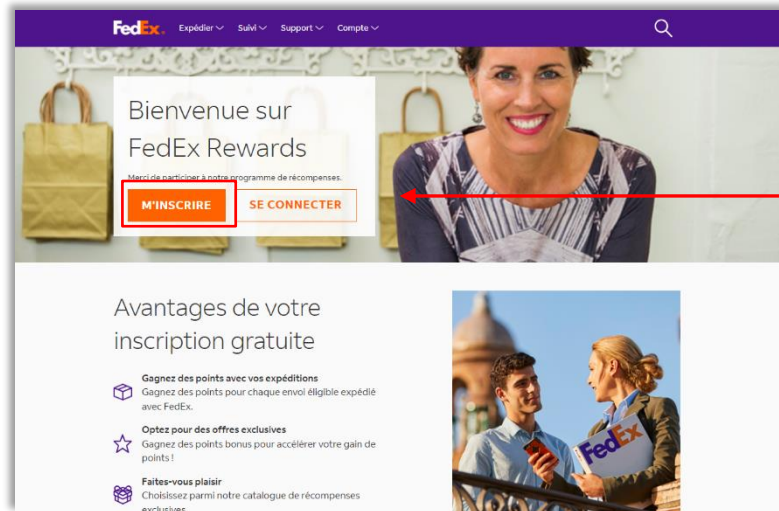 FedEx. Expédier Suivi Support Compte
Bienvenue sur
FedEx Rewards
Merci de participer à notre programme de récompenses.
M'INSCRIRE SE CONNECTER
Avantages de votre
inscription gratuite
Gagnez des points avec vos expéditions
Gagnez des points pour chaque envoi éligible expédié
avec FedEx.
Optez pour des offres exclusives
Gagnez des points bonus pour accélérer votre gain de
points !
FedEx
Faites-vous plaisir
Choisissez parmi notre catalogue de récompenses
exclusives